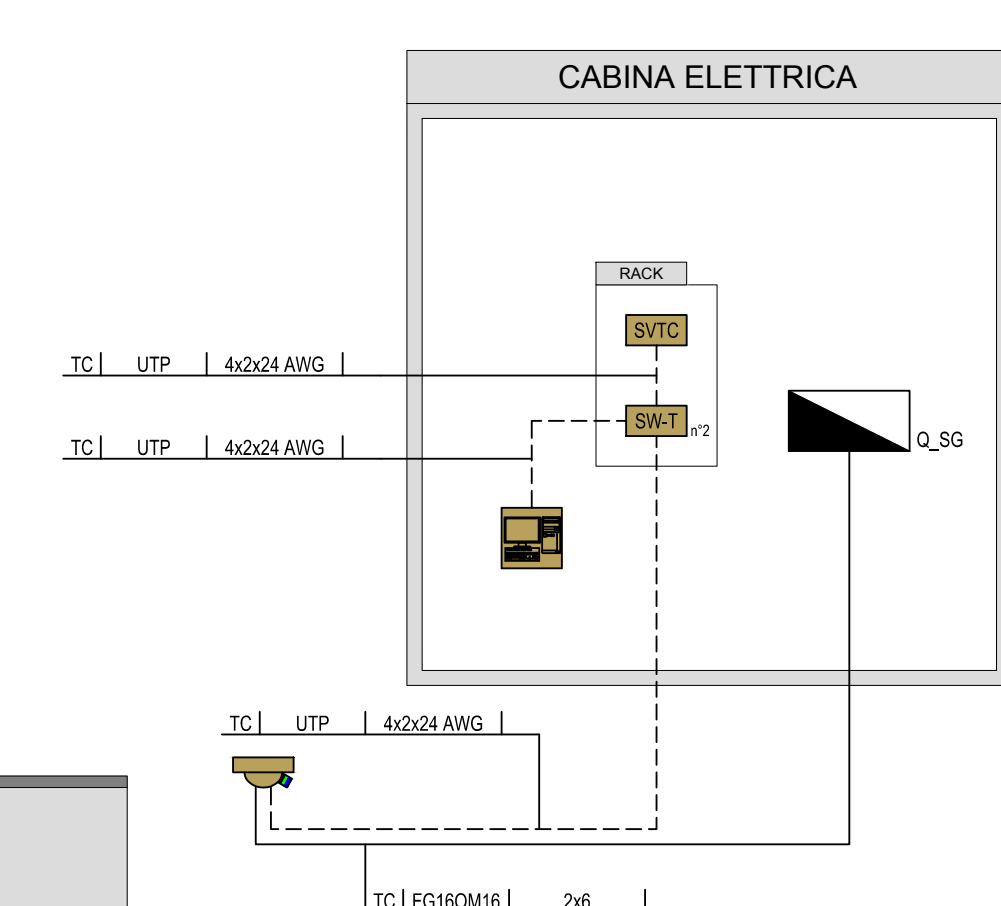 CABINA ELETTRICA
RACK
SVTC
TC UTP 4x2x24 AWG
SW-T n°2
Q_SG
TC UTP 4x2x24 AWG
TC UTP 4x2x24 AWG
TC FG16OM16 2x6